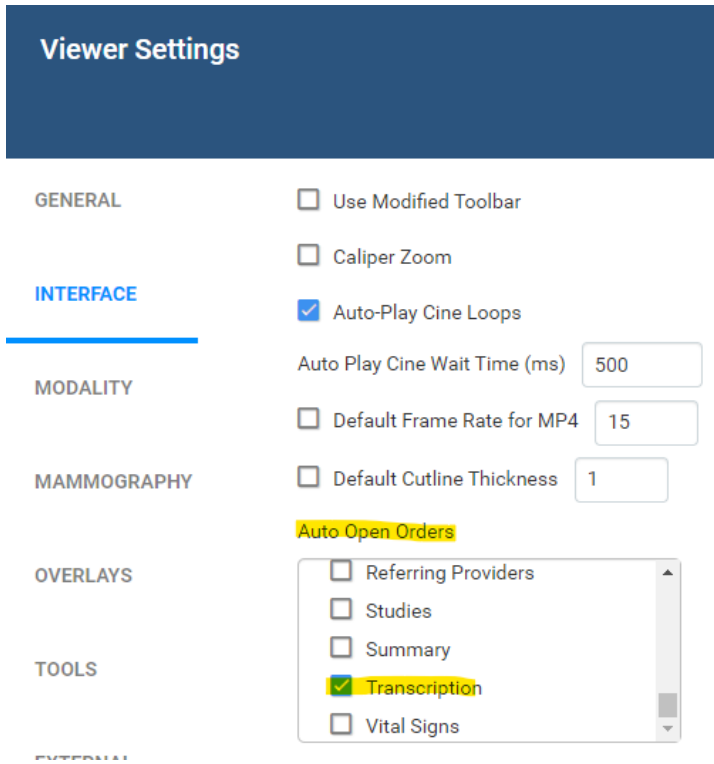 Viewer Settings
GENERAL
INTERFACE
MODALITY
MAMMOGRAPHY
OVERLAYS
TOOLS
EXTERNAL
Use Modified Toolbar
Caliper Zoom
Auto-Play Cine Loops
Auto Play Cine Wait Time (ms) 500
Default Frame Rate for MP4 15
Default Cutline Thickness 1
Auto Open Orders
Referring Providers
Studies
Summary
Transcription
Vital Signs